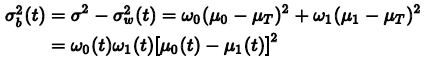 σ_b^2(t) = σ^2 − σ_w^2(t) = ω_0(μ_0 − μ_T)^2 + ω_1(μ_1 − μ_T)^2
= ω_0(t)ω_1(t)[μ_0(t) − μ_1(t)]^2